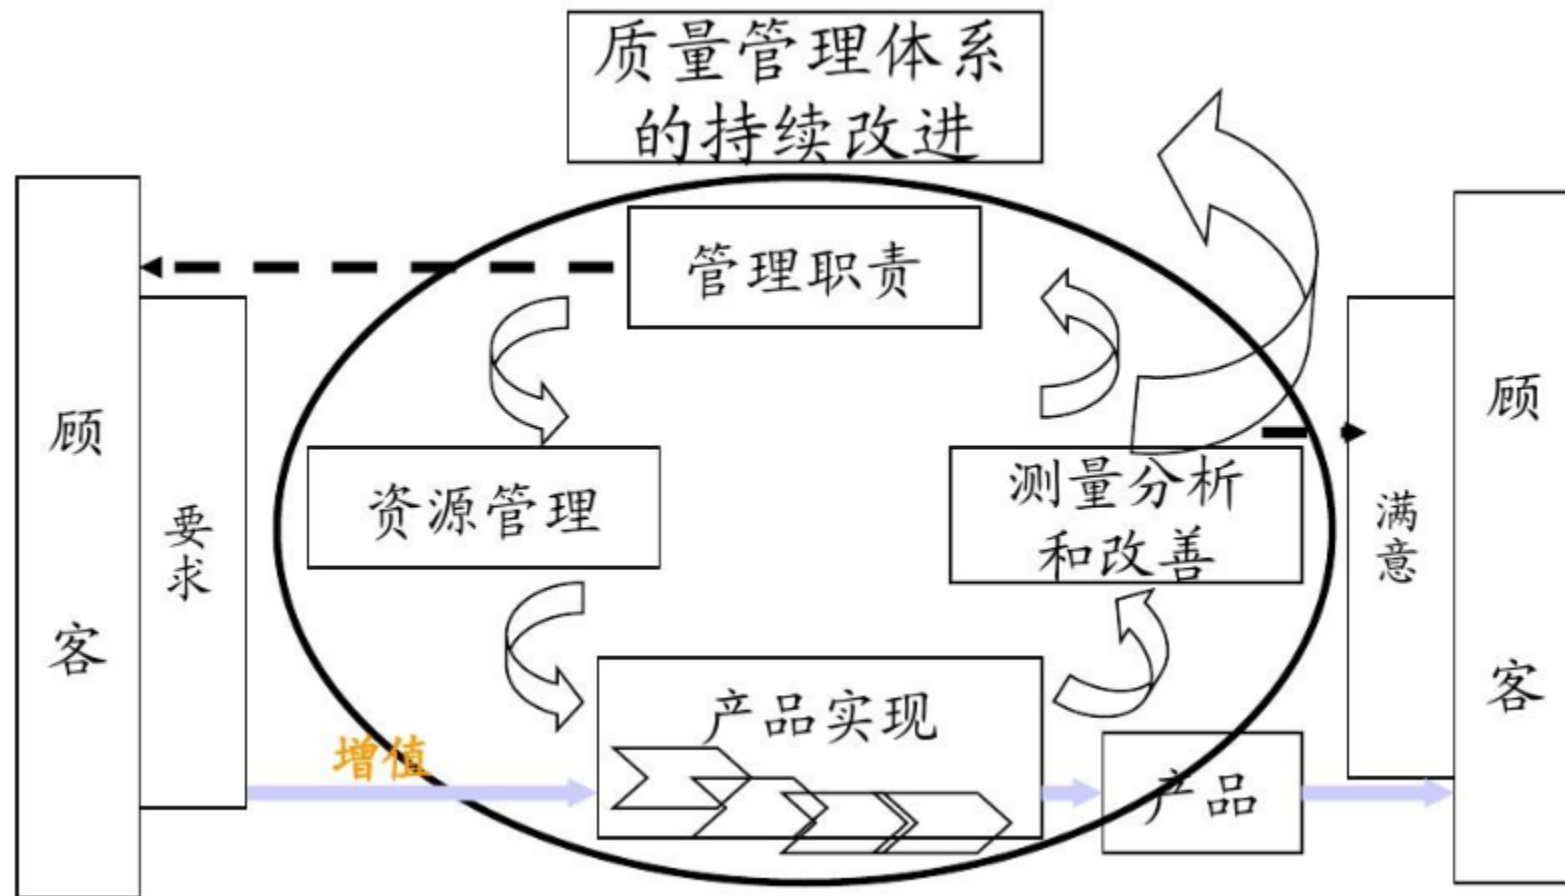 质量管理体系
的持续改进
管理职责
顾客
要求
资源管理
测量分析
和改善
满意
顾客
产品实现
增值
产品